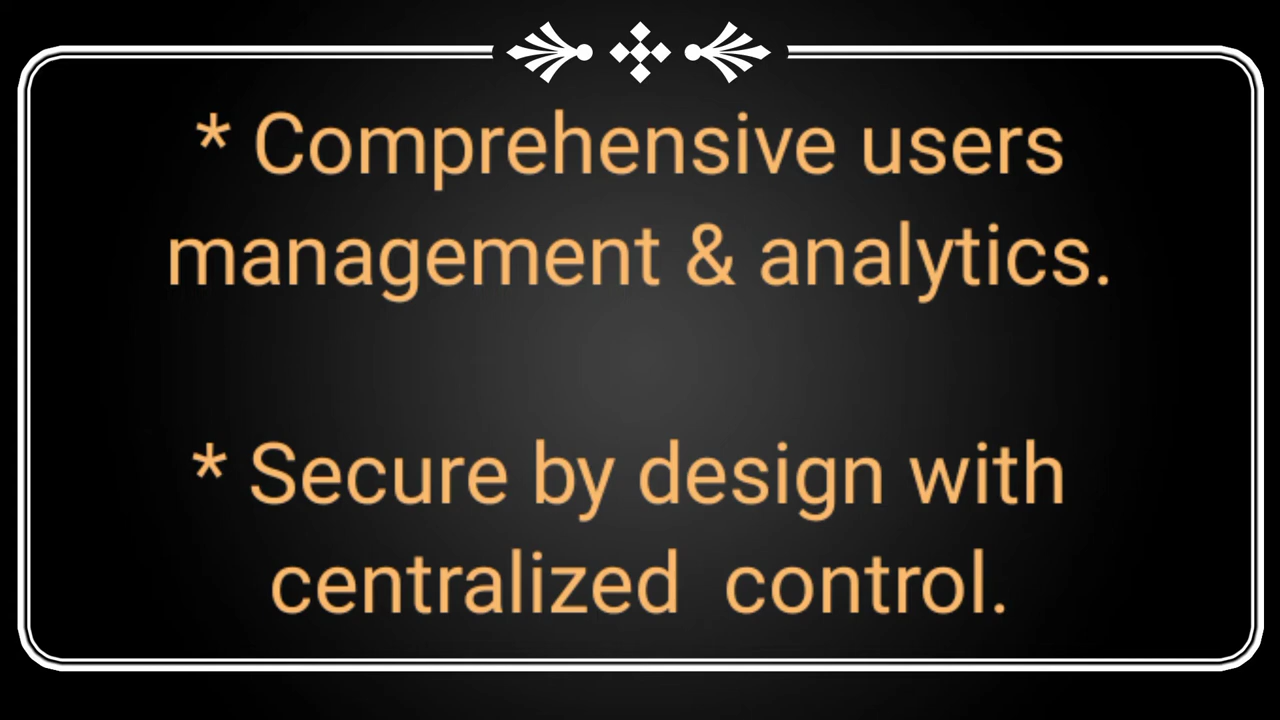 * Comprehensive users
management & analytics.
* Secure by design with
centralized  control.